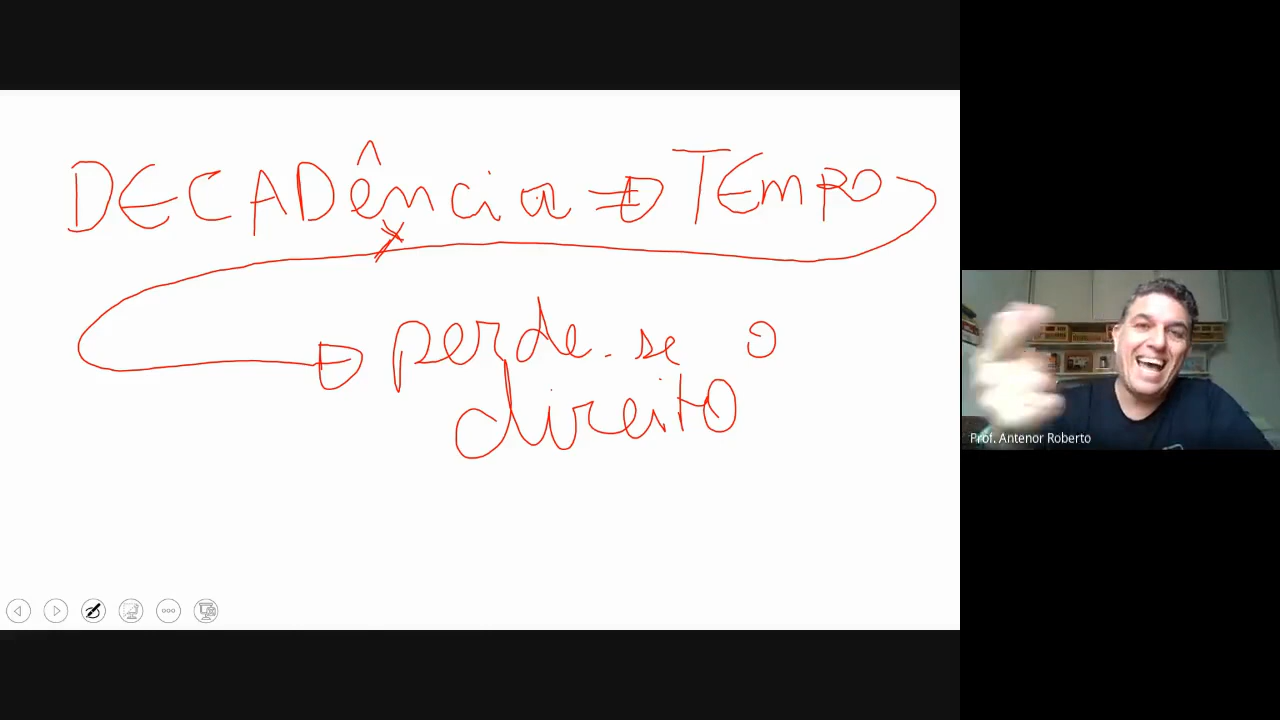 DECADência => TEMPO
perde-se o
direito
Prof. Antenor Roberto